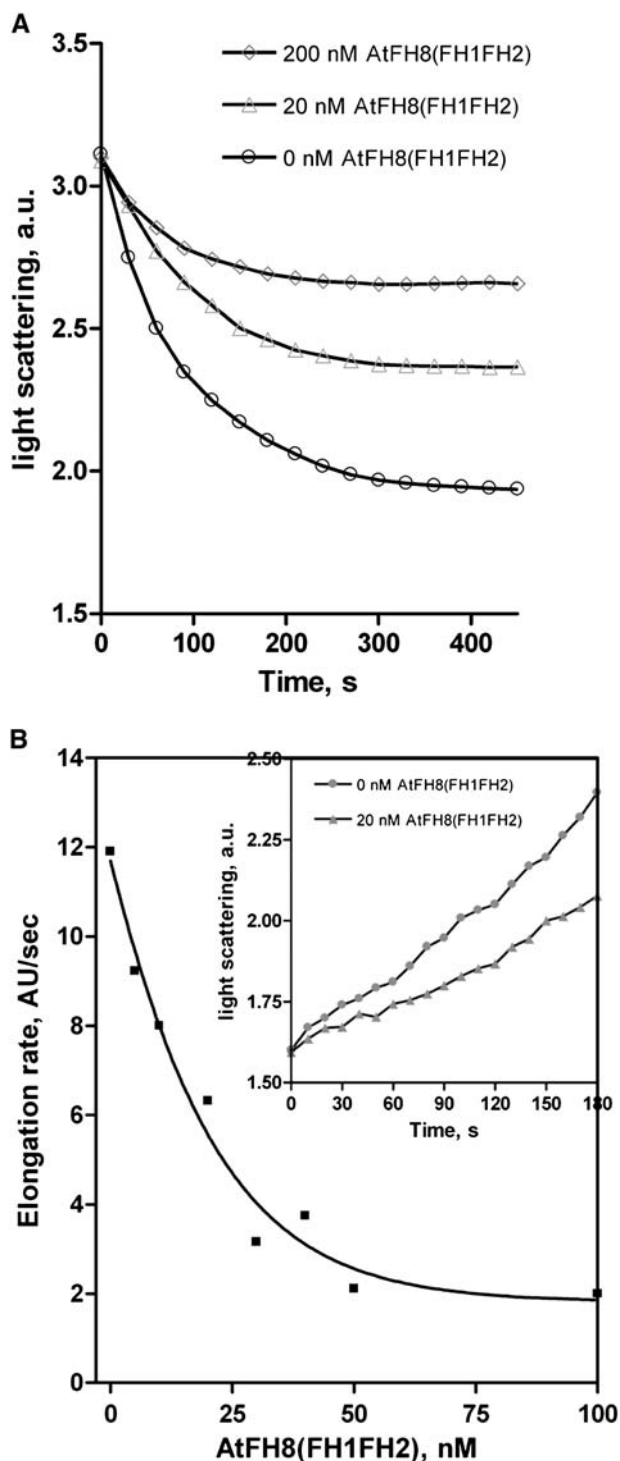 A
3.5
3.0
2.5
2.0
1.5
light scattering, a.u.
200 nM AtFH8(FH1FH2)
20 nM AtFH8(FH1FH2)
0 nM AtFH8(FH1FH2)
0 100 200 300 400
Time, s
B
14
12
10
8
6
4
2
0
Elongation rate, AU/sec
2.50
2.25
2.00
1.75
1.50
light scattering, a.u.
0 nM AtFH8(FH1FH2)
20 nM AtFH8(FH1FH2)
0 30 60 90 120 150 180
Time, s
0 25 50 75 100
AtFH8(FH1FH2), nM